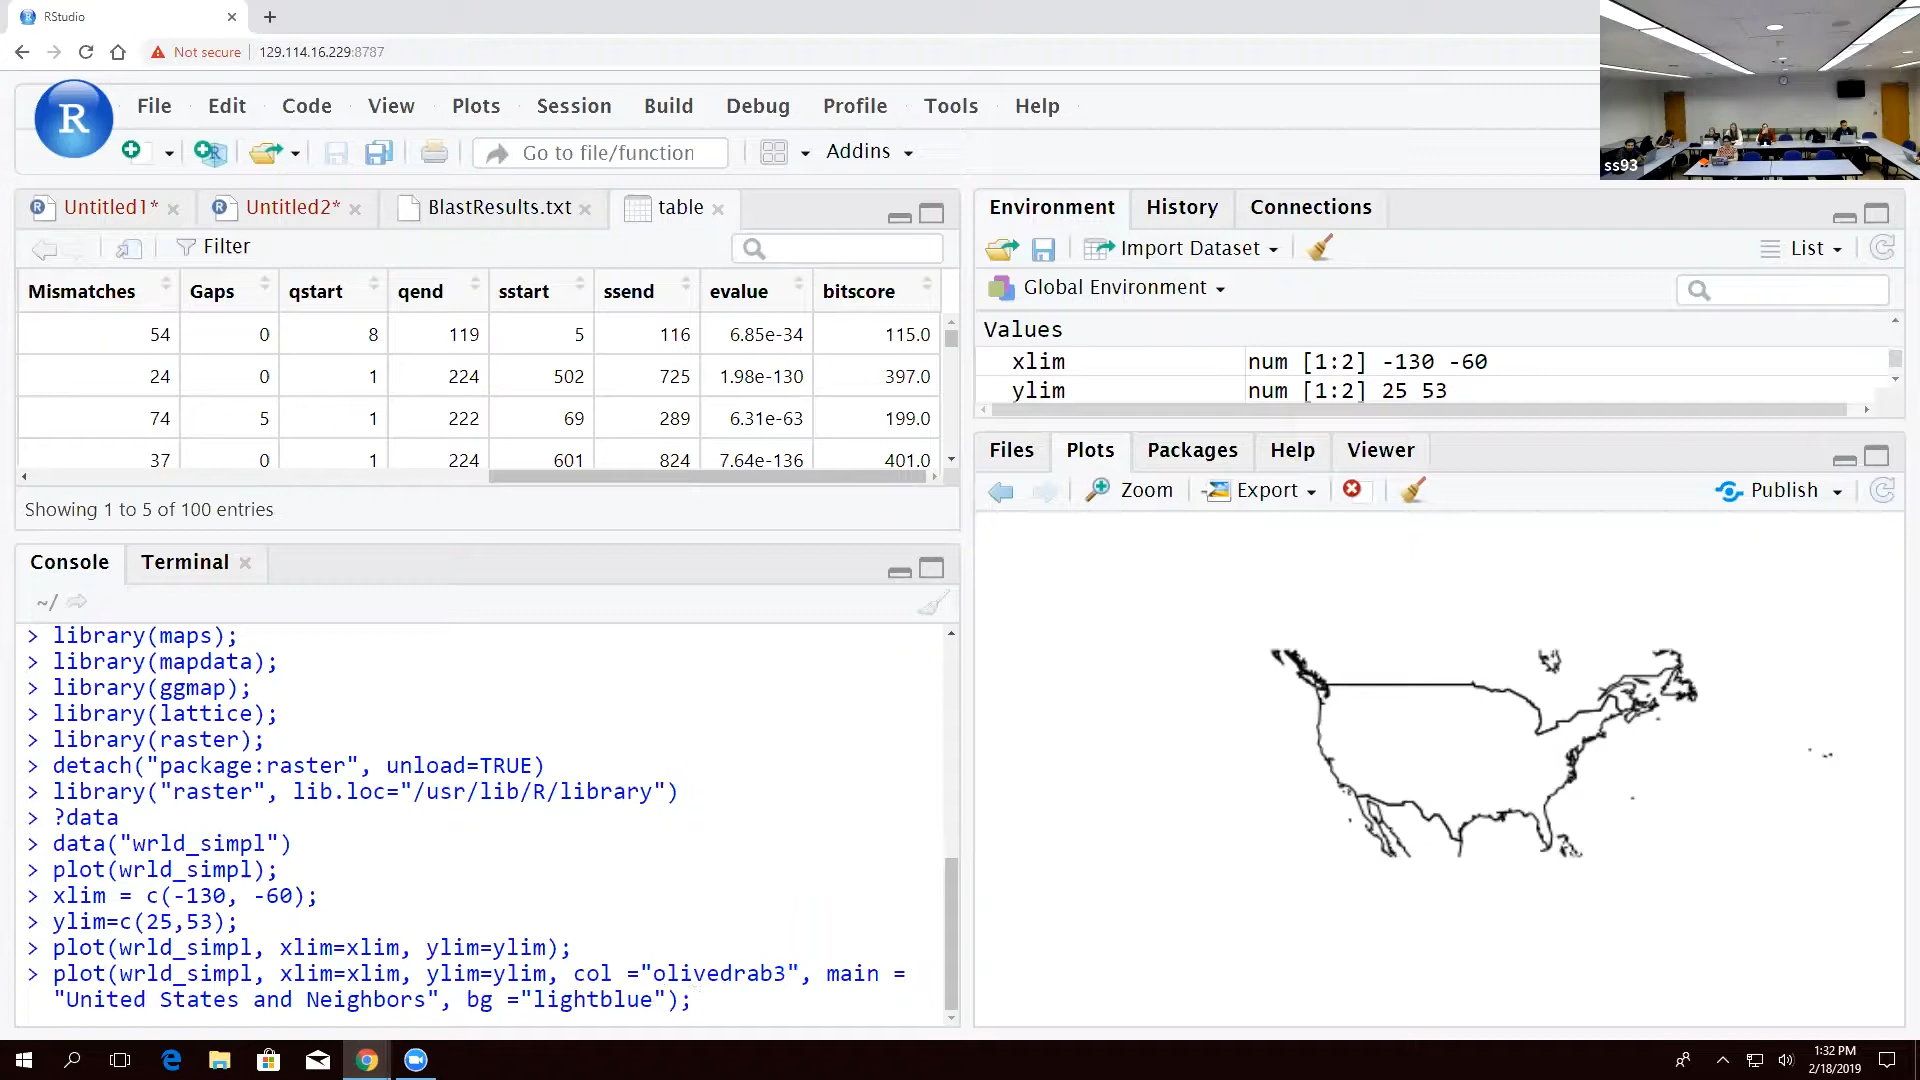 RStudio
Not secure 129.114.16.229:8787
R File Edit Code View Plots Session Build Debug Profile Tools Help
Go to file/function Addins
ss93
Untitled1* Untitled2* BlastResults.txt table
Filter
Mismatches Gaps qstart qend sstart ssend evalue bitscore
54 0 8 119 5 116 6.85e-34 115.0
24 0 1 224 502 725 1.98e-130 397.0
74 5 1 222 69 289 6.31e-63 199.0
37 0 1 224 601 824 7.64e-136 401.0
Showing 1 to 5 of 100 entries
Console Terminal
~/
> library(maps);
> library(mapdata);
> library(ggmap);
> library(lattice);
> library(raster);
> detach("package:raster", unload=TRUE)
> library("raster", lib.loc="/usr/lib/R/library")
> ?data
> data("wrld_simpl")
> plot(wrld_simpl);
> xlim = c(-130, -60);
> ylim=c(25,53);
> plot(wrld_simpl, xlim=xlim, ylim=ylim);
> plot(wrld_simpl, xlim=xlim, ylim=ylim, col ="olivedrab3", main =
"United States and Neighbors", bg ="lightblue");
Environment History Connections
Import Dataset List
Global Environment
Values
xlim num [1:2] -130 -60
ylim num [1:2] 25 53
Files Plots Packages Help Viewer
Zoom Export Publish
1:32 PM
2/18/2019